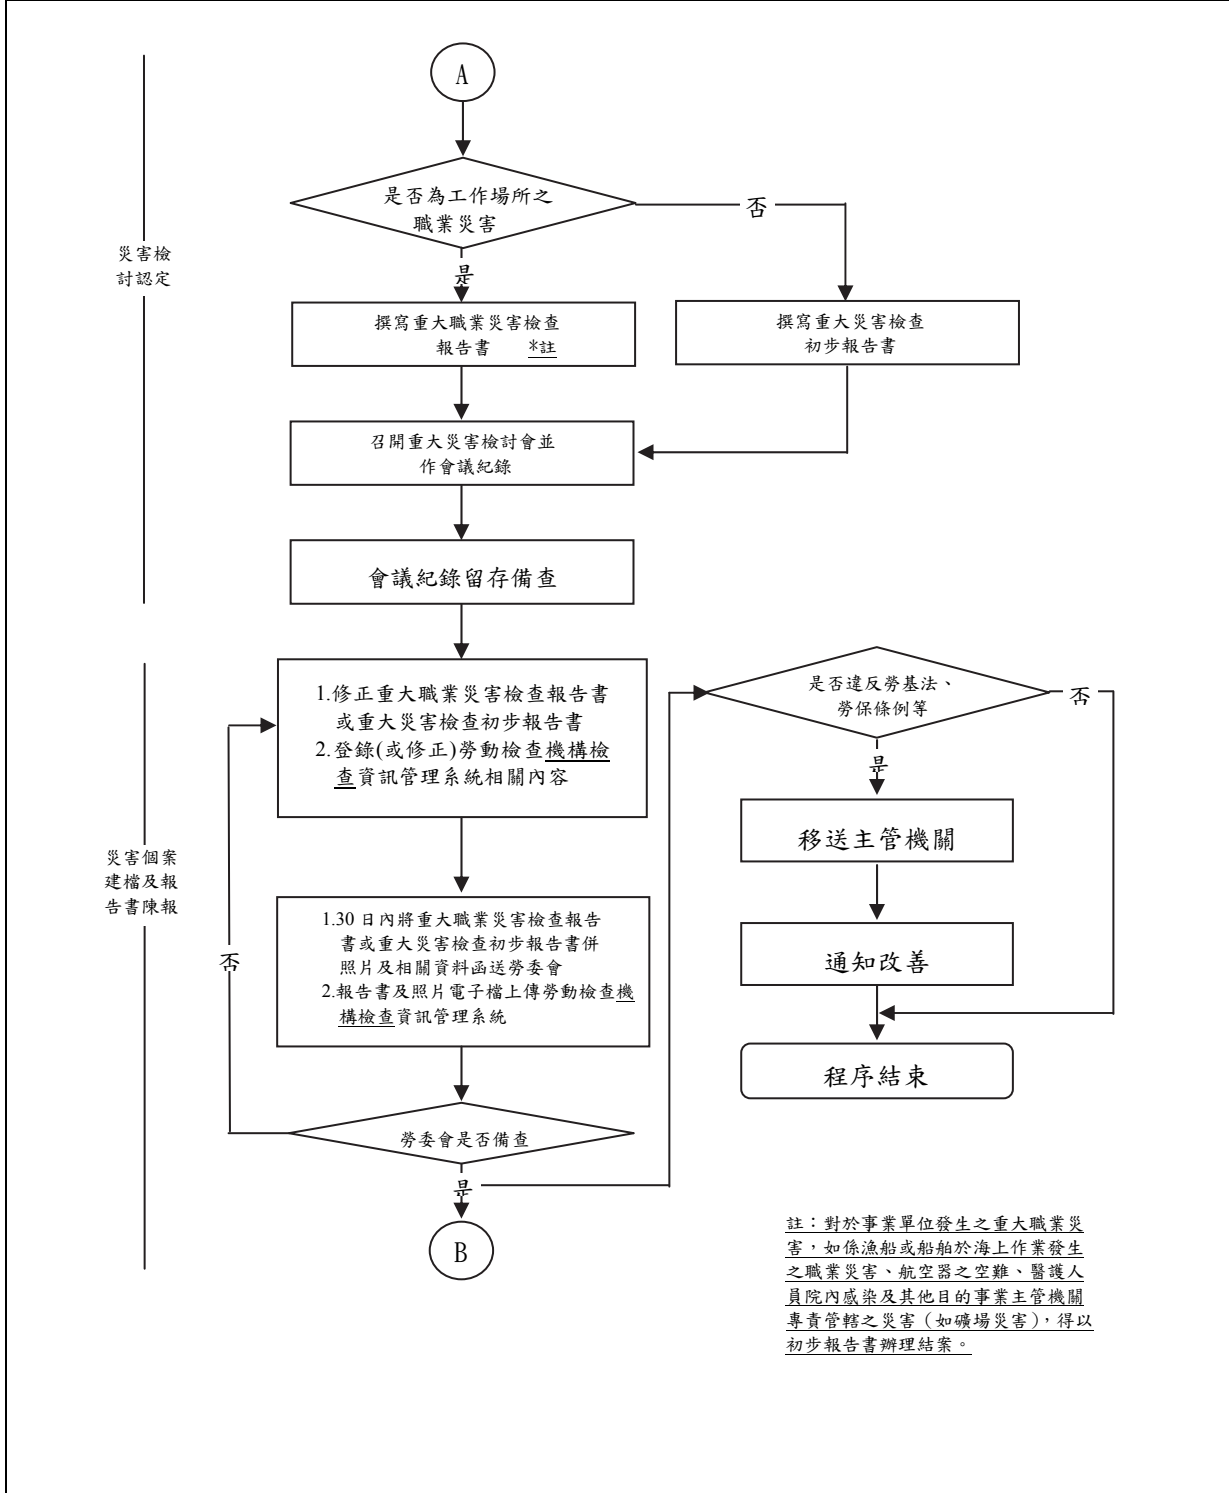 A
是否為工作場所之
職業災害
否
災害檢
討認定
是
撰寫重大職業災害檢查
報告書 *註
撰寫重大災害檢查
初步報告書
召開重大災害檢討會並
作會議紀錄
會議紀錄留存備查
1.修正重大職業災害檢查報告書
或重大災害檢查初步報告書
2.登錄(或修正)勞動檢查機構檢
查資訊管理系統相關內容
是否違反勞基法、
勞保條例等
否
是
移送主管機關
災害個案
建檔及報
告書陳報
1.30 日內將重大職業災害檢查報告
書或重大災害檢查初步報告書併
照片及相關資料函送勞委會
2.報告書及照片電子檔上傳勞動檢查機
構檢查資訊管理系統
否
通知改善
程序結束
勞委會是否備查
是
B
註：對於事業單位發生之重大職業災
害，如係漁船或船舶於海上作業發生
之職業災害、航空器之空難、醫護人
員院內感染及其他目的事業主管機關
專責管轄之災害（如礦場災害），得以
初步報告書辦理結案。